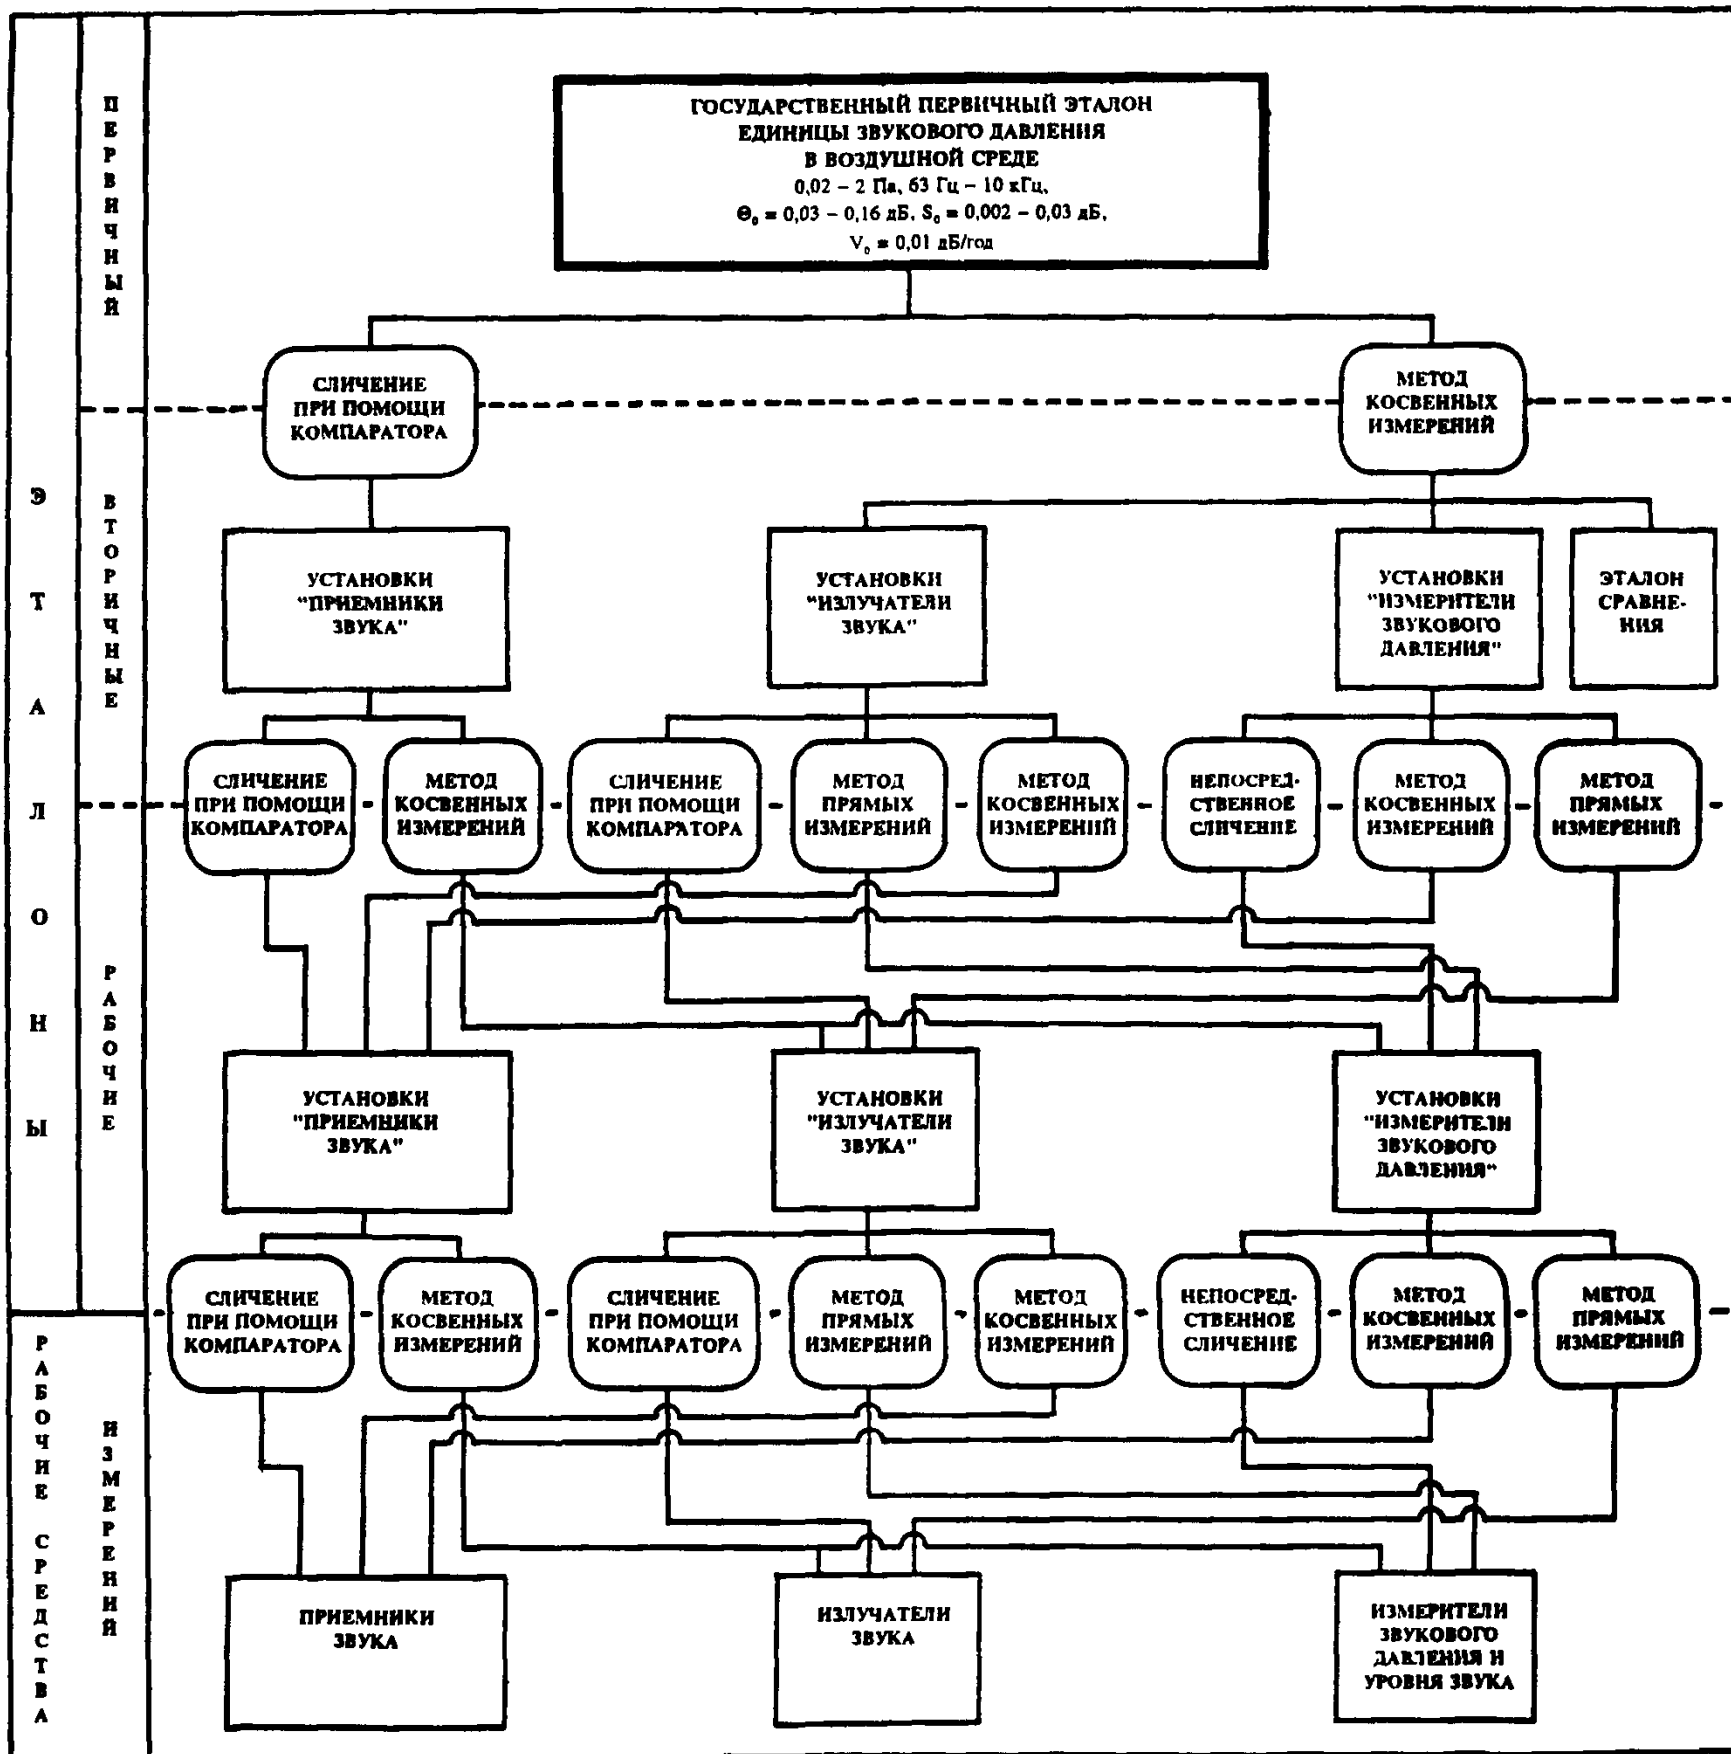 ПЕРВИЧНЫЙ
ГОСУДАРСТВЕННЫЙ ПЕРВИЧНЫЙ ЭТАЛОН
ЕДИНИЦЫ ЗВУКОВОГО ДАВЛЕНИЯ
В ВОЗДУШНОЙ СРЕДЕ
0,02 – 2 Па, 63 Гц – 10 кГц,
Θ₀ = 0,03 – 0,16 дБ, S₀ = 0,002 – 0,03 дБ,
V₀ = 0,01 дБ/год
СЛИЧЕНИЕ
ПРИ ПОМОЩИ
КОМПАРАТОРА
МЕТОД
КОСВЕННЫХ
ИЗМЕРЕНИЙ
ЭТАЛОНЫ
ВТОРИЧНЫЕ
УСТАНОВКИ
"ПРИЕМНИКИ
ЗВУКА"
УСТАНОВКИ
"ИЗЛУЧАТЕЛИ
ЗВУКА"
УСТАНОВКИ
"ИЗМЕРИТЕЛИ
ЗВУКОВОГО
ДАВЛЕНИЯ"
ЭТАЛОН
СРАВНЕ-
НИЯ
СЛИЧЕНИЕ
ПРИ ПОМОЩИ
КОМПАРАТОРА
МЕТОД
КОСВЕННЫХ
ИЗМЕРЕНИЙ
СЛИЧЕНИЕ
ПРИ ПОМОЩИ
КОМПАРАТОРА
МЕТОД
ПРЯМЫХ
ИЗМЕРЕНИЙ
МЕТОД
КОСВЕННЫХ
ИЗМЕРЕНИЙ
НЕПОСРЕД-
СТВЕННОЕ
СЛИЧЕНИЕ
МЕТОД
КОСВЕННЫХ
ИЗМЕРЕНИЙ
МЕТОД
ПРЯМЫХ
ИЗМЕРЕНИЙ
РАБОЧИЕ
УСТАНОВКИ
"ПРИЕМНИКИ
ЗВУКА"
УСТАНОВКИ
"ИЗЛУЧАТЕЛИ
ЗВУКА"
УСТАНОВКИ
"ИЗМЕРИТЕЛИ
ЗВУКОВОГО
ДАВЛЕНИЯ"
СЛИЧЕНИЕ
ПРИ ПОМОЩИ
КОМПАРАТОРА
МЕТОД
КОСВЕННЫХ
ИЗМЕРЕНИЙ
СЛИЧЕНИЕ
ПРИ ПОМОЩИ
КОМПАРАТОРА
МЕТОД
ПРЯМЫХ
ИЗМЕРЕНИЙ
МЕТОД
КОСВЕННЫХ
ИЗМЕРЕНИЙ
НЕПОСРЕД-
СТВЕННОЕ
СЛИЧЕНИЕ
МЕТОД
КОСВЕННЫХ
ИЗМЕРЕНИЙ
МЕТОД
ПРЯМЫХ
ИЗМЕРЕНИЙ
РАБОЧИЕ СРЕДСТВА
ИЗМЕРЕНИЙ
ПРИЕМНИКИ
ЗВУКА
ИЗЛУЧАТЕЛИ
ЗВУКА
ИЗМЕРИТЕЛИ
ЗВУКОВОГО
ДАВЛЕНИЯ И
УРОВНЯ ЗВУКА